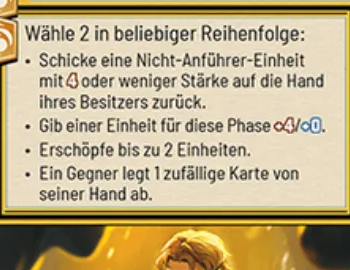 Wähle 2 in beliebiger Reihenfolge:
• Schicke eine Nicht-Anführer-Einheit
mit 4 oder weniger Stärke auf die Hand
ihres Besitzers zurück.
• Gib einer Einheit für diese Phase +4/+0.
• Erschöpfe bis zu 2 Einheiten.
• Ein Gegner legt 1 zufällige Karte von
seiner Hand ab.